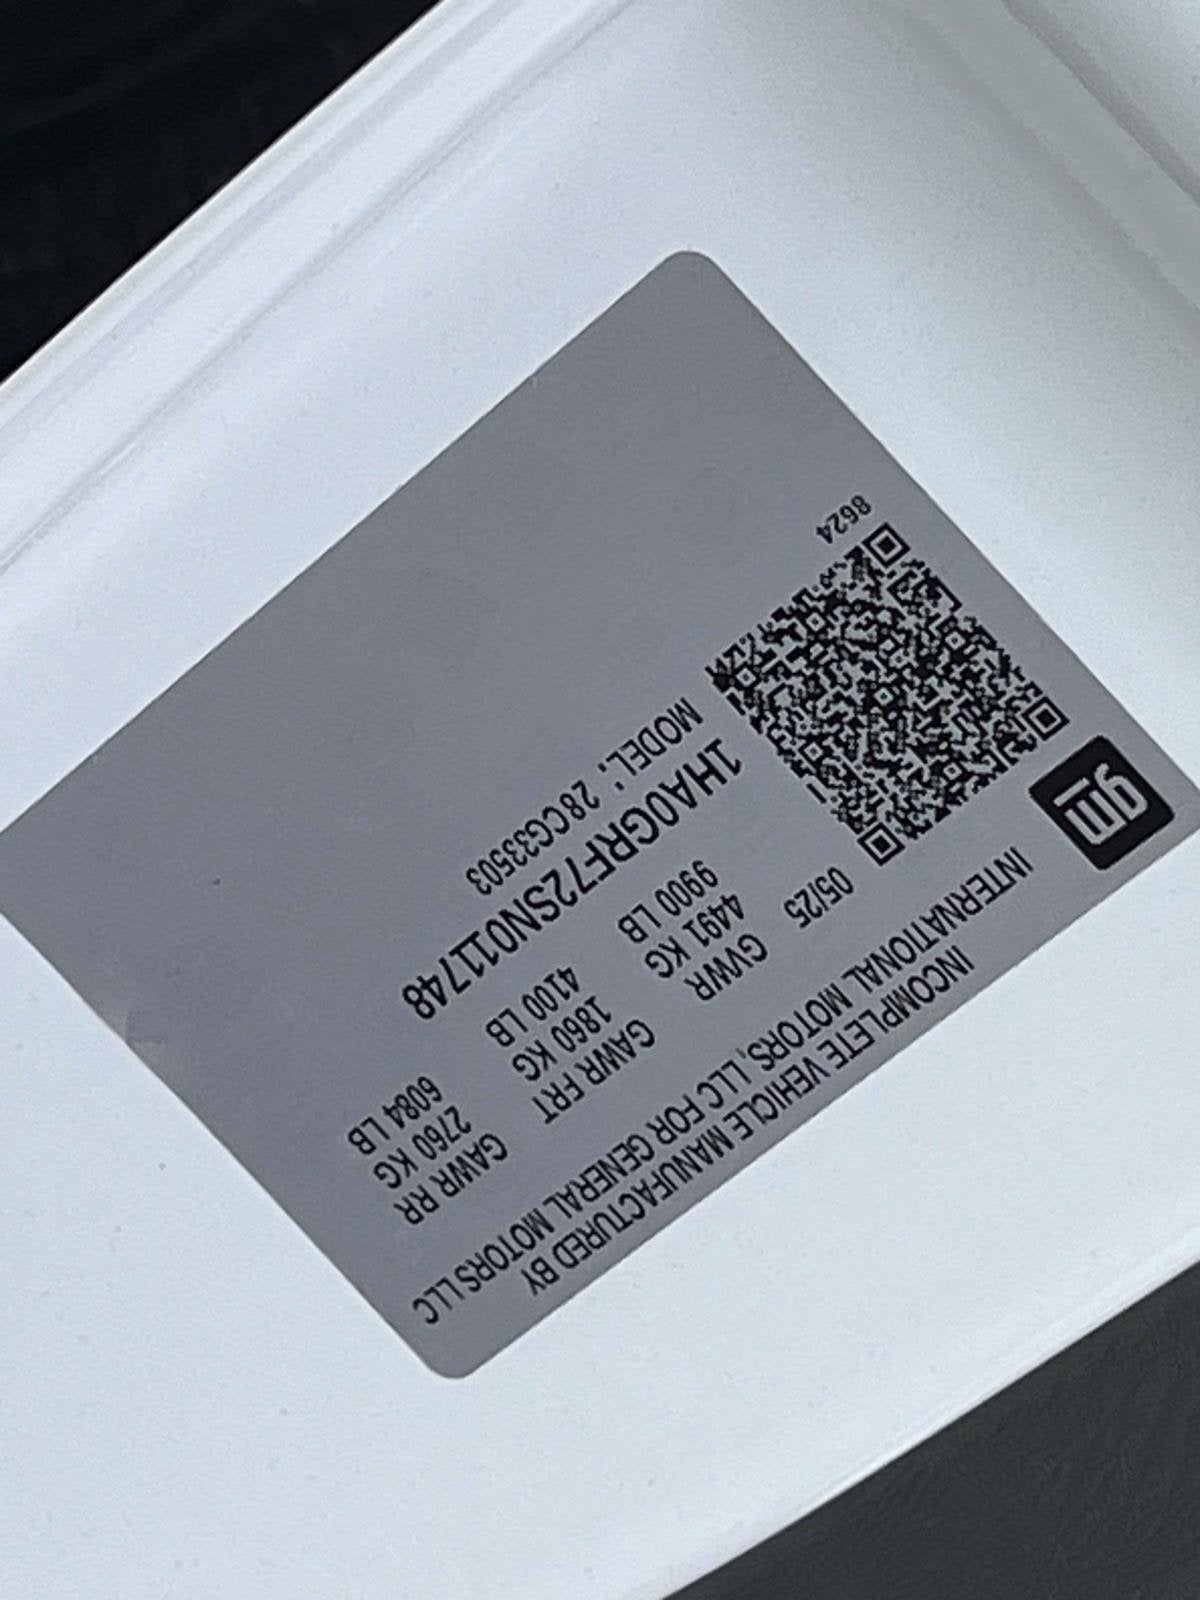 gm
INCOMPLETE VEHICLE MANUFACTURED BY
INTERNATIONAL MOTORS, LLC FOR GENERAL MOTORS LLC
05/25 GVWR GAWR FRT GAWR RR
4491 KG 1860 KG 2760 KG
9900 LB 4100 LB 6084 LB
1HA0GRF72SN011748
MODEL: 28CG33503
8624